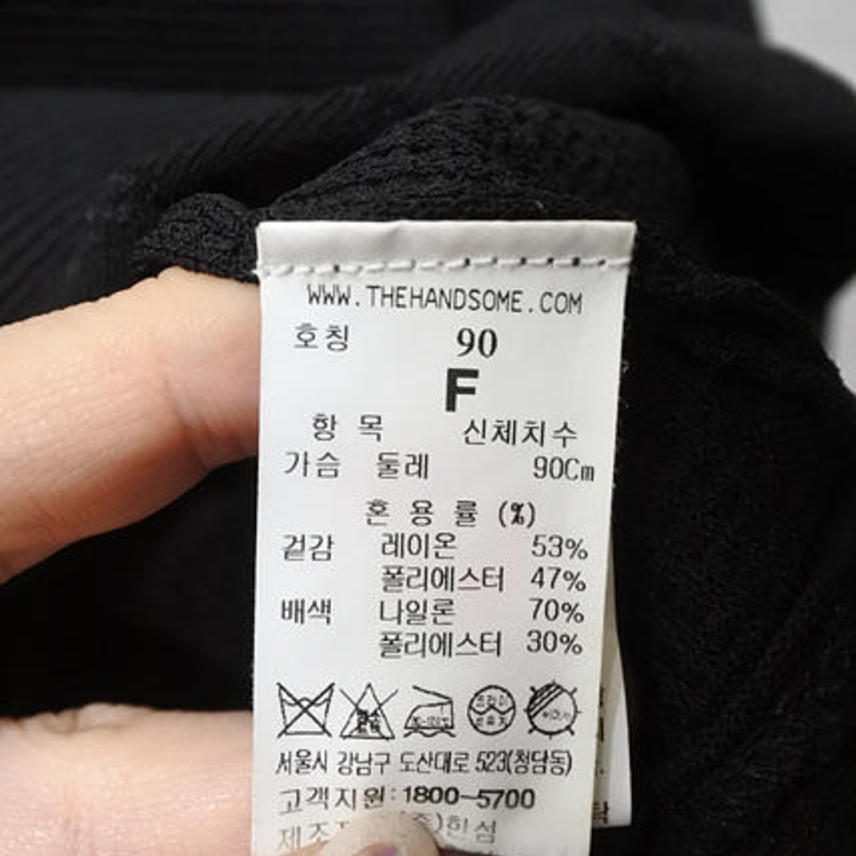 WWW.THEHANDSOME.COM
호칭 90
F
항 목 신체치수
가슴 둘레 90Cm
혼 용 률 (%)
겉감 레이온 53%
폴리에스터 47%
배색 나일론 70%
폴리에스터 30%
서울시 강남구 도산대로 523(청담동)
고객지원:1800-5700
한섬